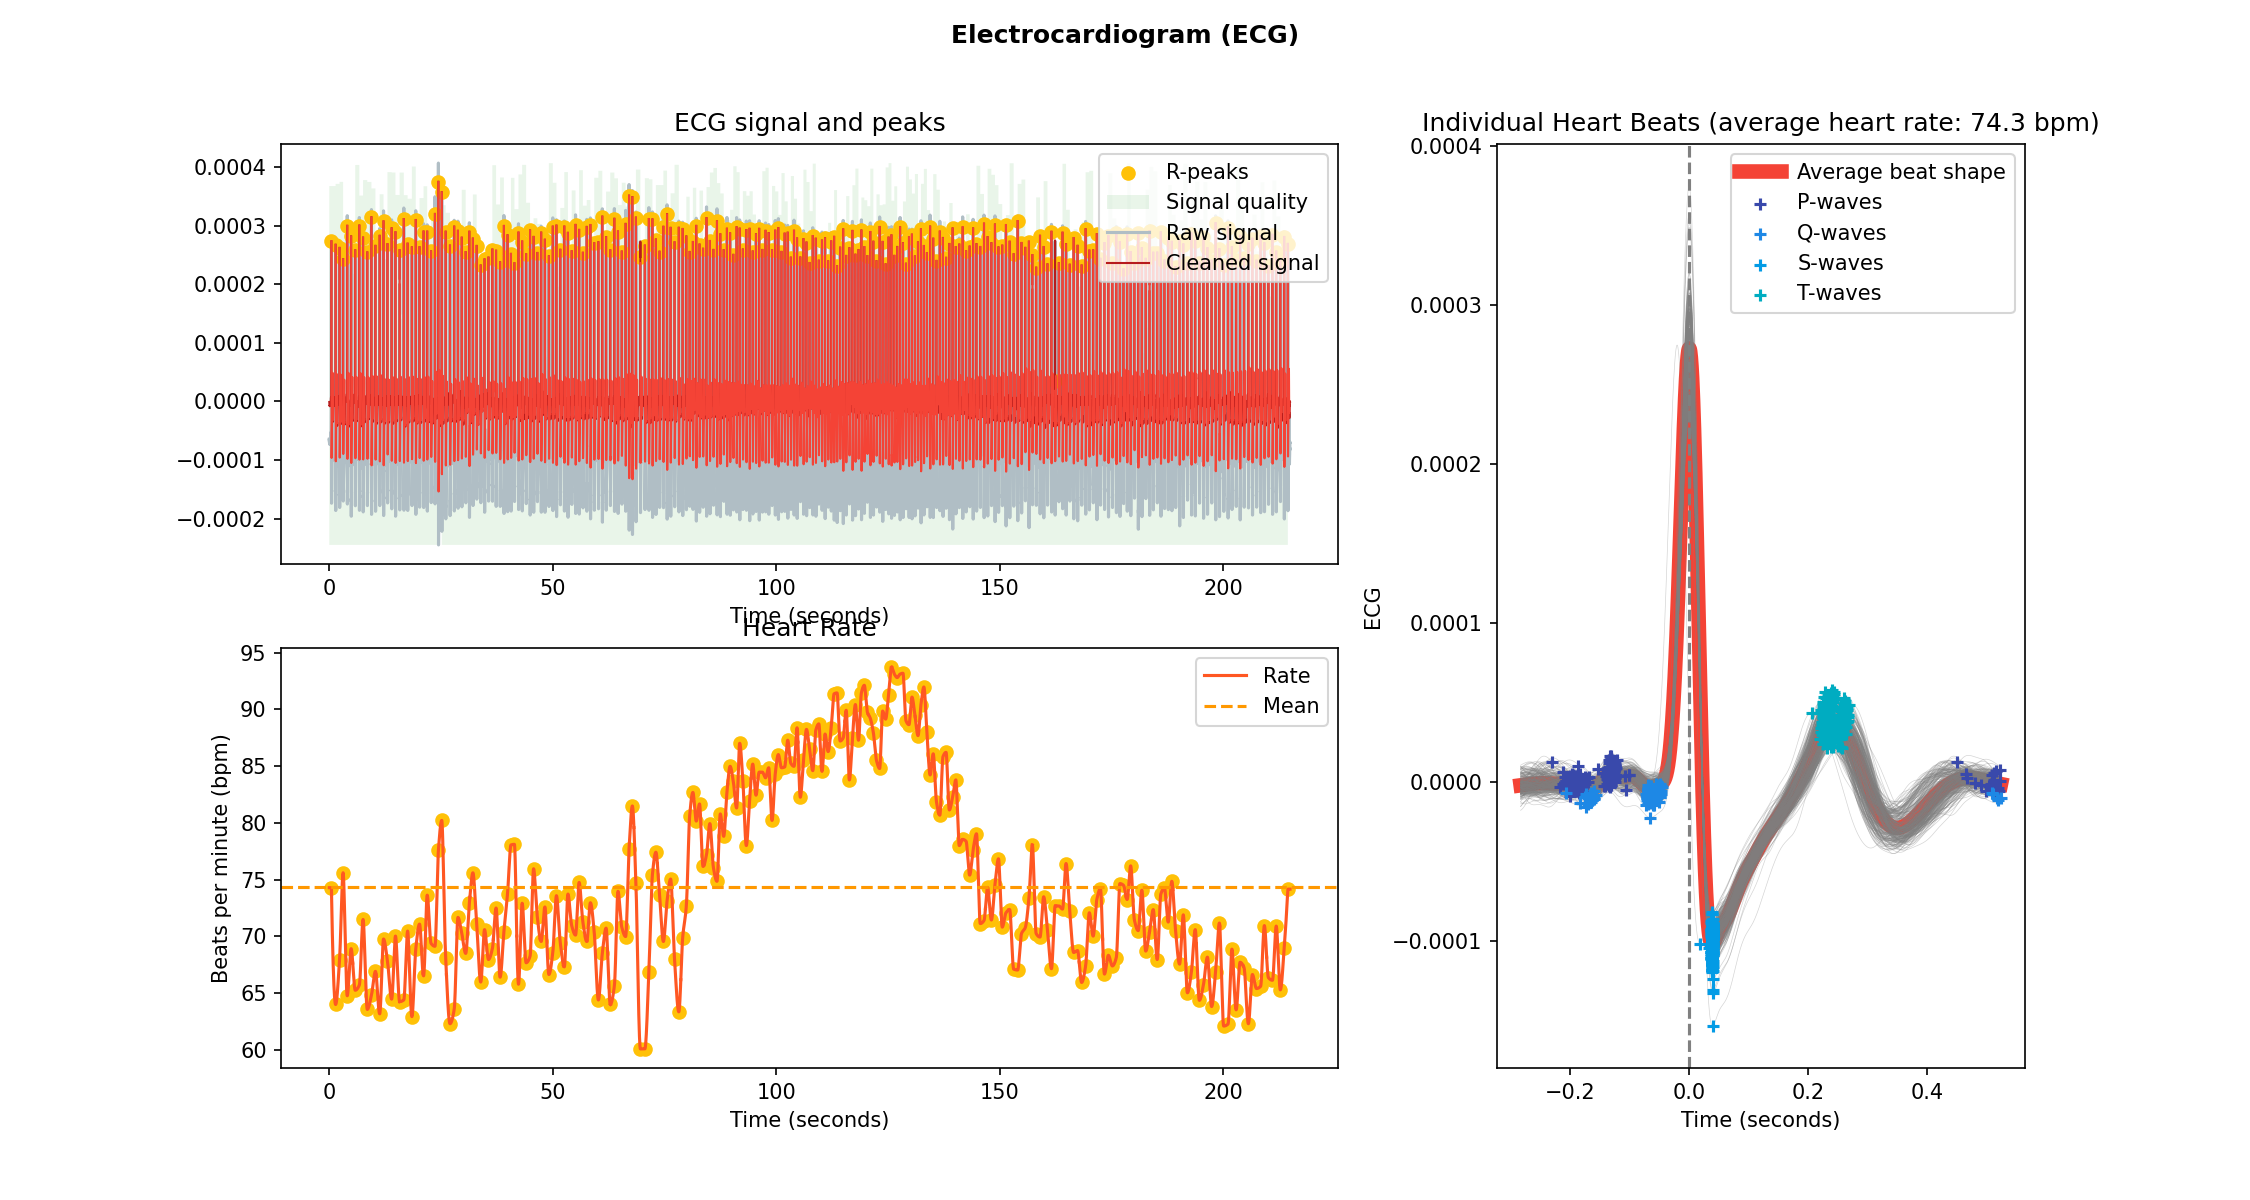 Electrocardiogram (ECG)
ECG signal and peaks
0.0004
0.0003
0.0002
0.0001
0.0000
−0.0001
−0.0002
R-peaks
Signal quality
Raw signal
Cleaned signal
0 50 100 150 200
Time (seconds)
Heart Rate
Beats per minute (bpm)
95
90
85
80
75
70
65
60
Rate
Mean
0 50 100 150 200
Time (seconds)
Individual Heart Beats (average heart rate: 74.3 bpm)
ECG
0.0004
0.0003
0.0002
0.0001
0.0000
−0.0001
Average beat shape
P-waves
Q-waves
S-waves
T-waves
−0.2 0.0 0.2 0.4
Time (seconds)